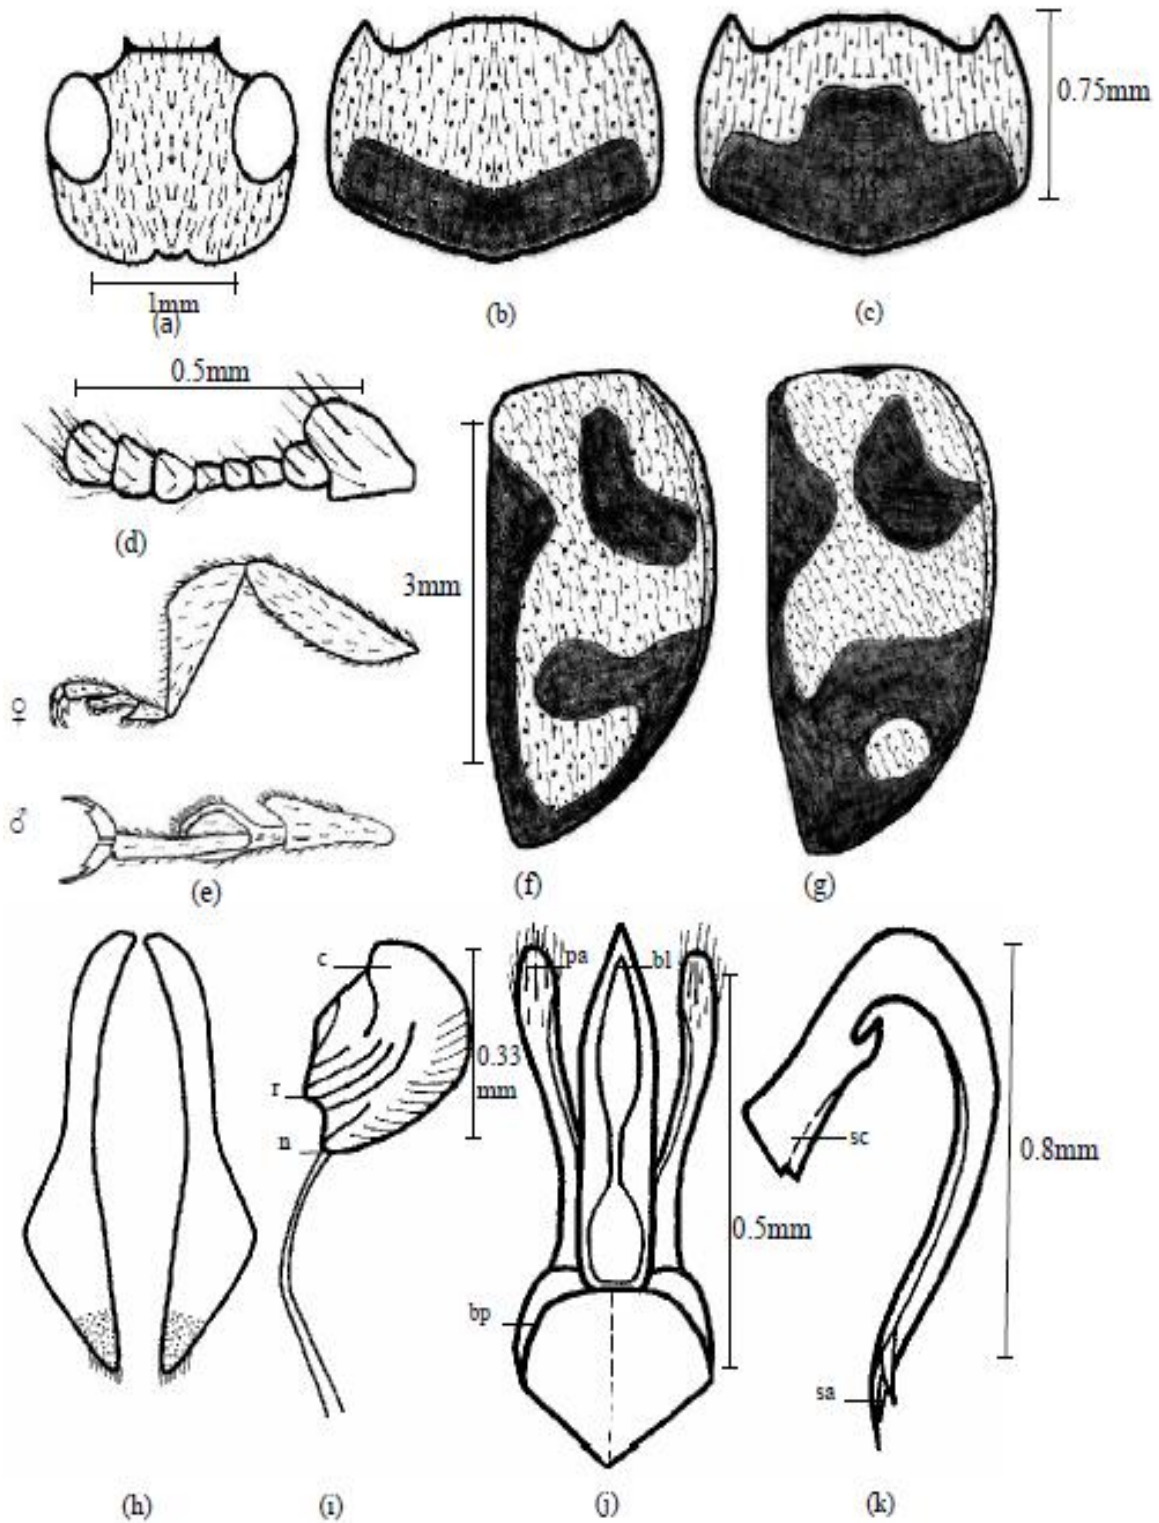 0.75mm
1mm
(a)
(b)
(c)
0.5mm
(d)
3mm
♀
♂
(e)
(f)
(g)
c
r
n
0.33
mm
pa
bl
bp
0.5mm
sc
sa
0.8mm
(h)
(i)
(j)
(k)